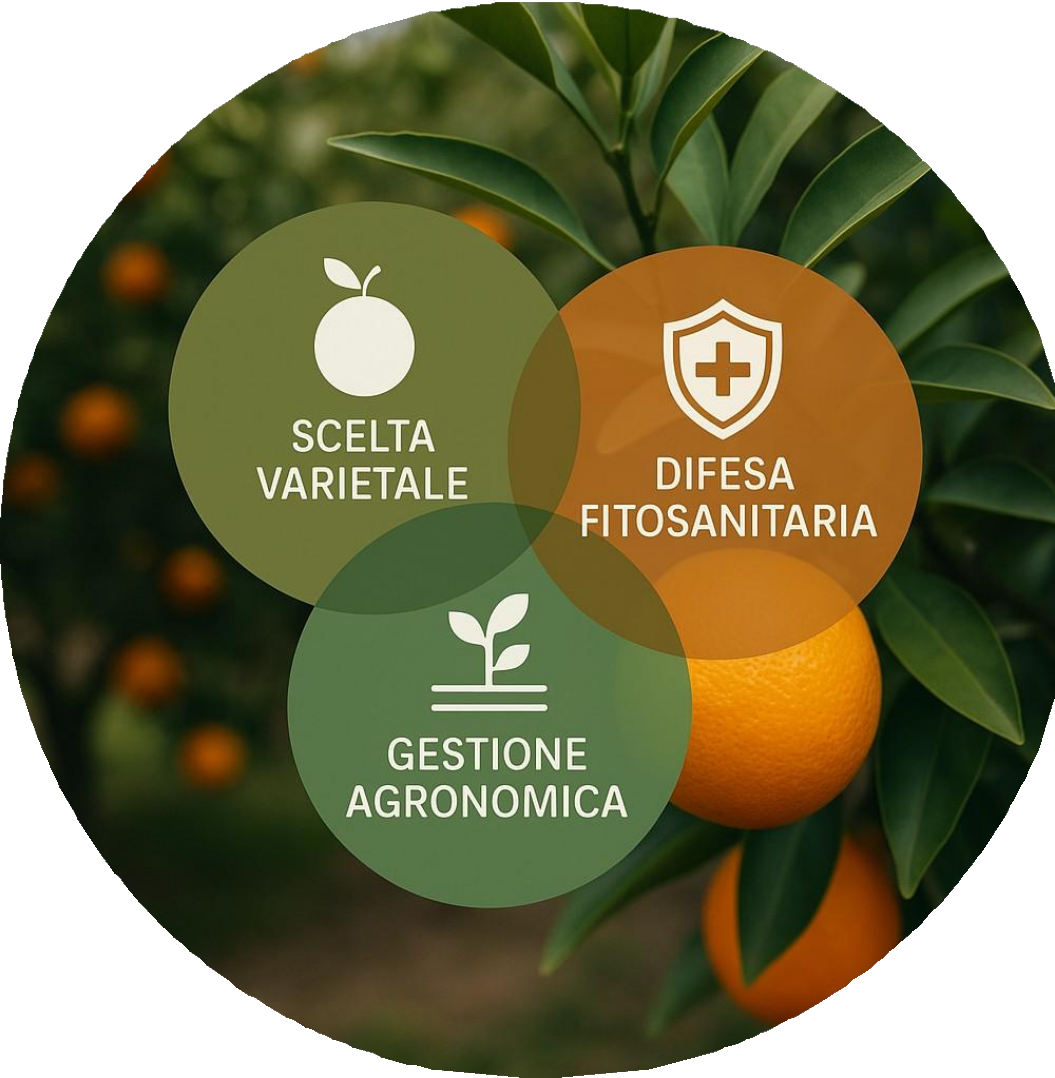 SCELTA
VARIETALE
DIFESA
FITOSANITARIA
GESTIONE
AGRONOMICA